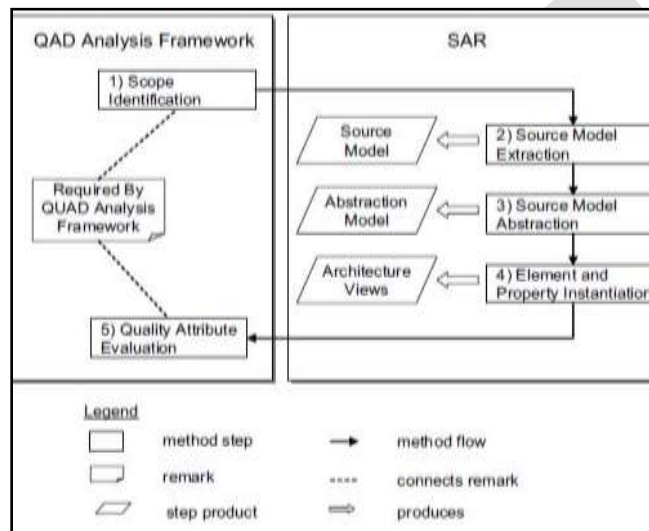 QAD Analysis Framework
SAR
1) Scope
Identification
Source
Model
2) Source Model
Extraction
Required By
QUAD Analysis
Framework
Abstraction
Model
3) Source Model
Abstraction
Architecture
Views
4) Element and
Property Instantiation
5) Quality Attribute
Evaluation
Legend
method step
method flow
remark
connects remark
step product
produces